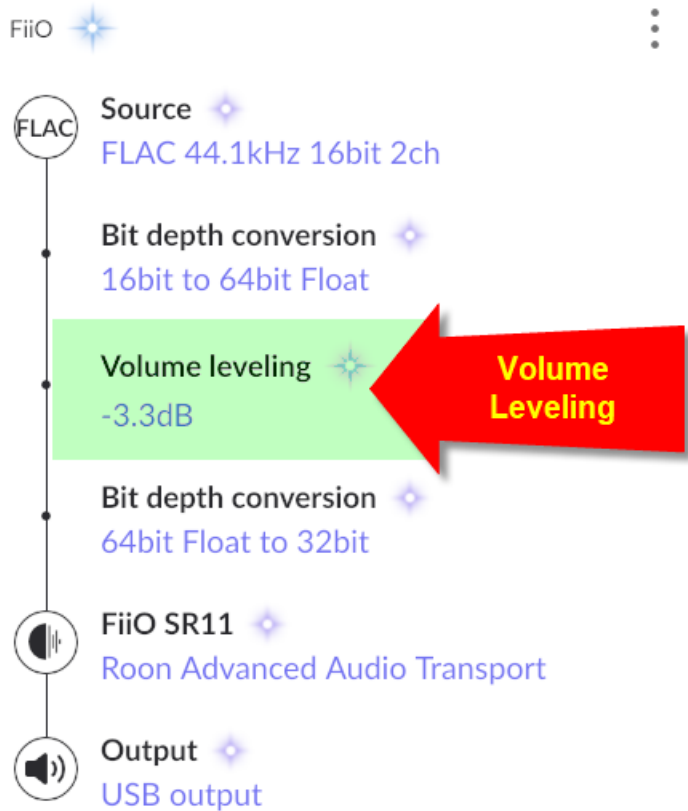 FiiO
FLAC
Source
FLAC 44.1kHz 16bit 2ch
Bit depth conversion
16bit to 64bit Float
Volume leveling
-3.3dB
Volume
Leveling
Bit depth conversion
64bit Float to 32bit
FiiO SR11
Roon Advanced Audio Transport
Output
USB output